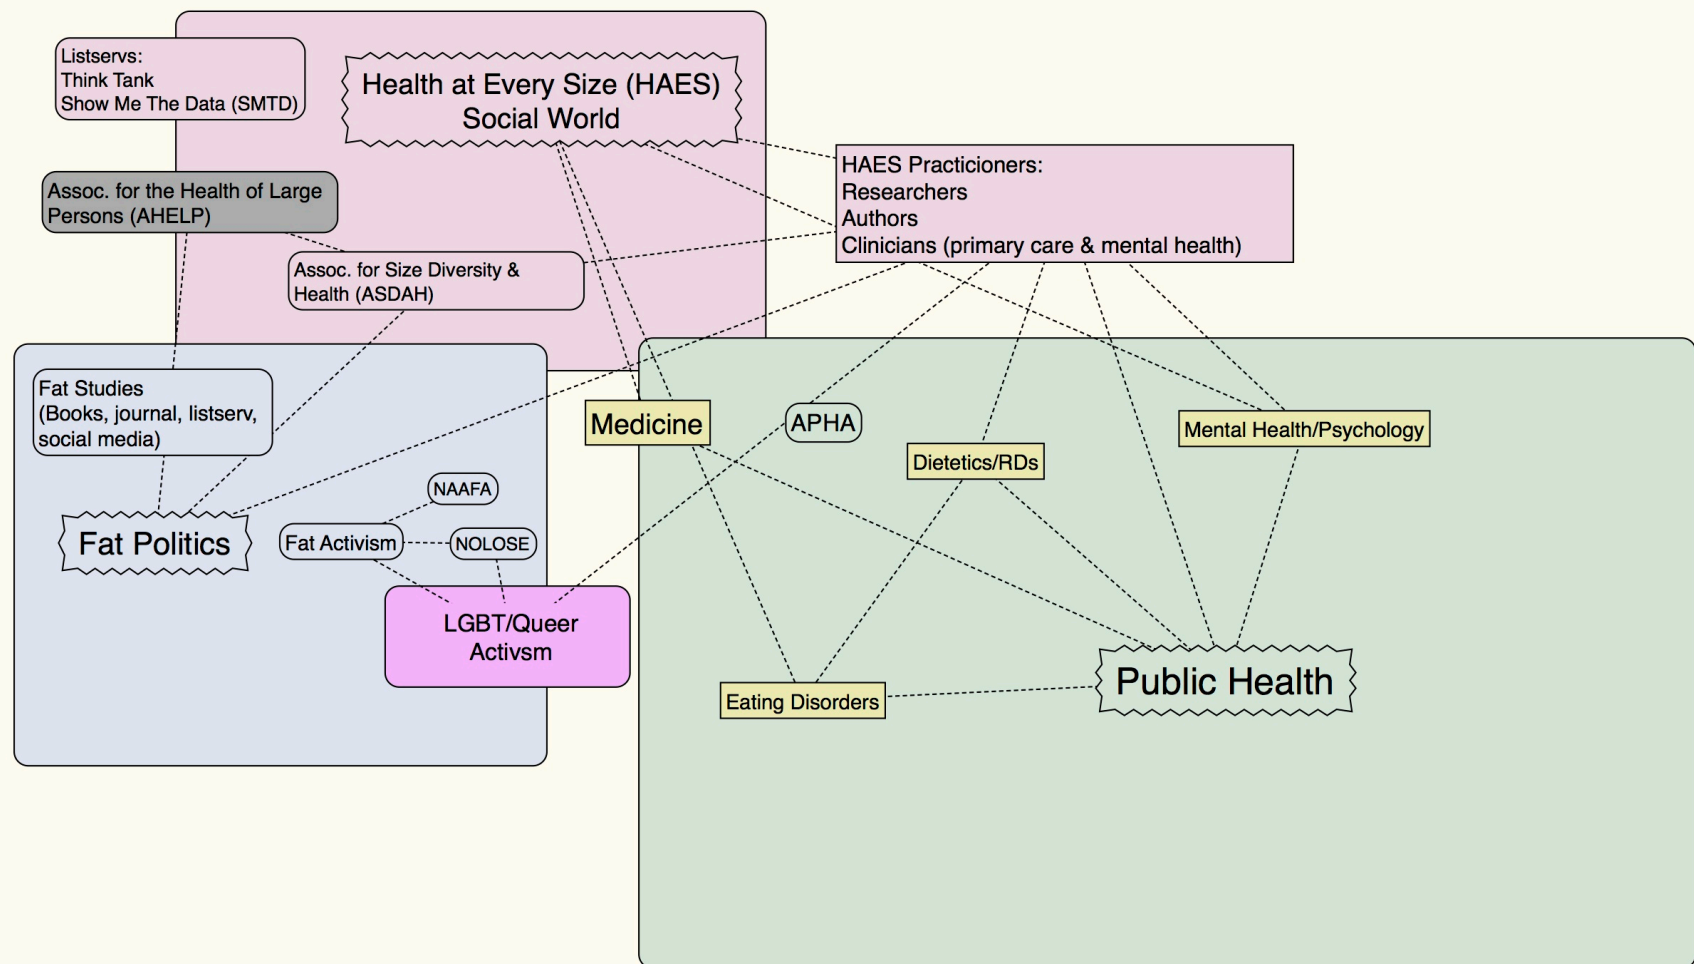 Listservs:
Think Tank
Show Me The Data (SMTD)
Health at Every Size (HAES)
Social World
HAES Practicioners:
Researchers
Authors
Clinicians (primary care & mental health)
Assoc. for the Health of Large
Persons (AHELP)
Assoc. for Size Diversity &
Health (ASDAH)
Fat Studies
(Books, journal, listserv,
social media)
Medicine
APHA
Mental Health/Psychology
Dietetics/RDs
NAAFA
Fat Politics
Fat Activism
NOLOSE
LGBT/Queer
Activsm
Eating Disorders
Public Health